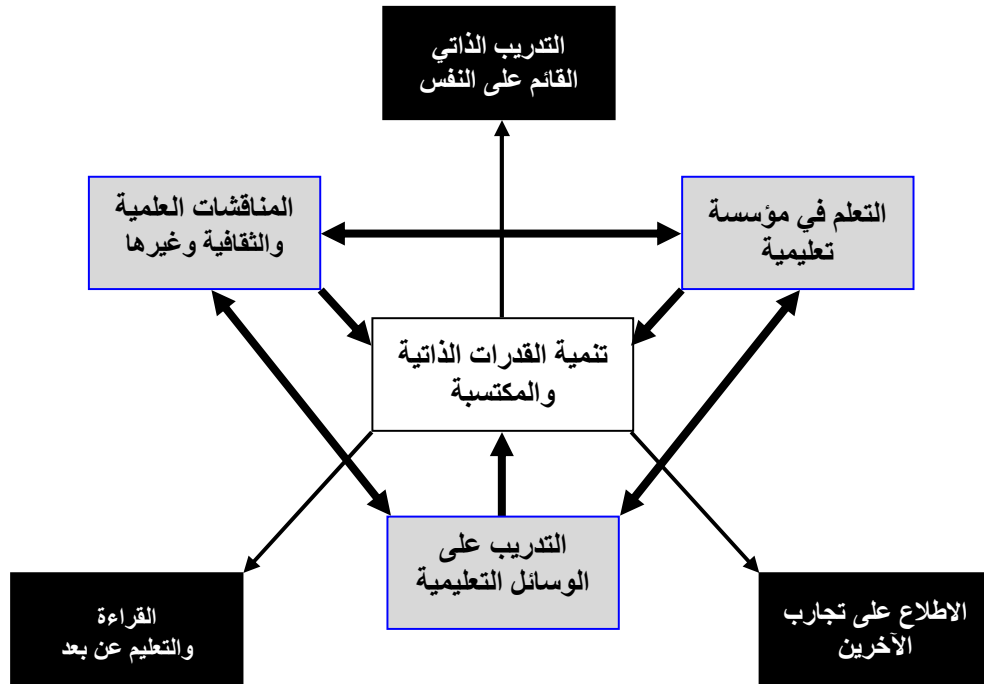 التدريب الذاتي
القائم على النفس
التعلم في مؤسسة
تعليمية
المناقشات العلمية
والثقافية وغيرها
تنمية القدرات الذاتية
والمكتسبة
التدريب على
الوسائل التعليمية
الاطلاع على تجارب
الآخرين
القراءة
والتعليم عن بعد